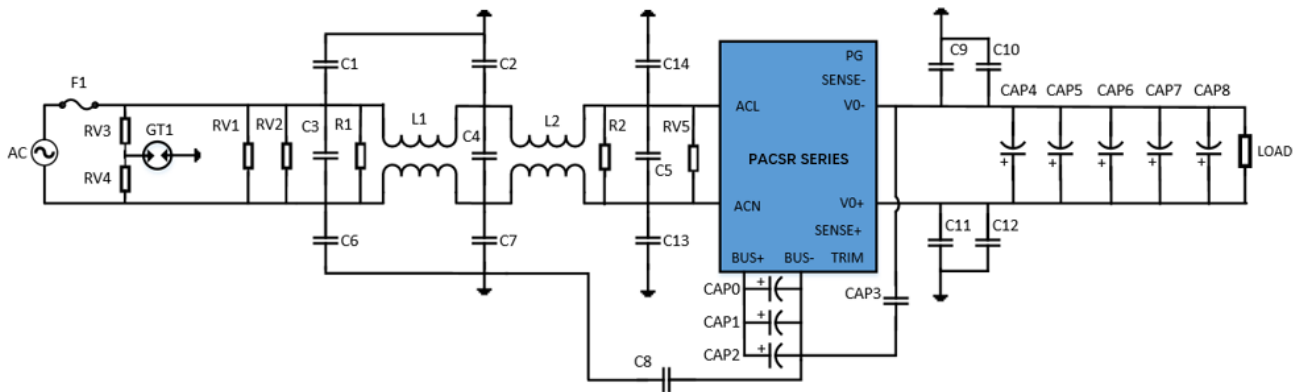 F1
AC
RV3
RV4
GT1
RV1
RV2
C1
C3
R1
C6
L1
C2
C4
C7
L2
R2
C14
C5
C13
RV5
PG
SENSE-
ACL
V0-
PACSR SERIES
ACN
V0+
SENSE+
BUS+
BUS-
TRIM
CAP0
+
CAP1
+
CAP2
+
C8
CAP3
C9
C10
C11
C12
CAP4
CAP5
CAP6
CAP7
CAP8
+
+
+
+
+
LOAD